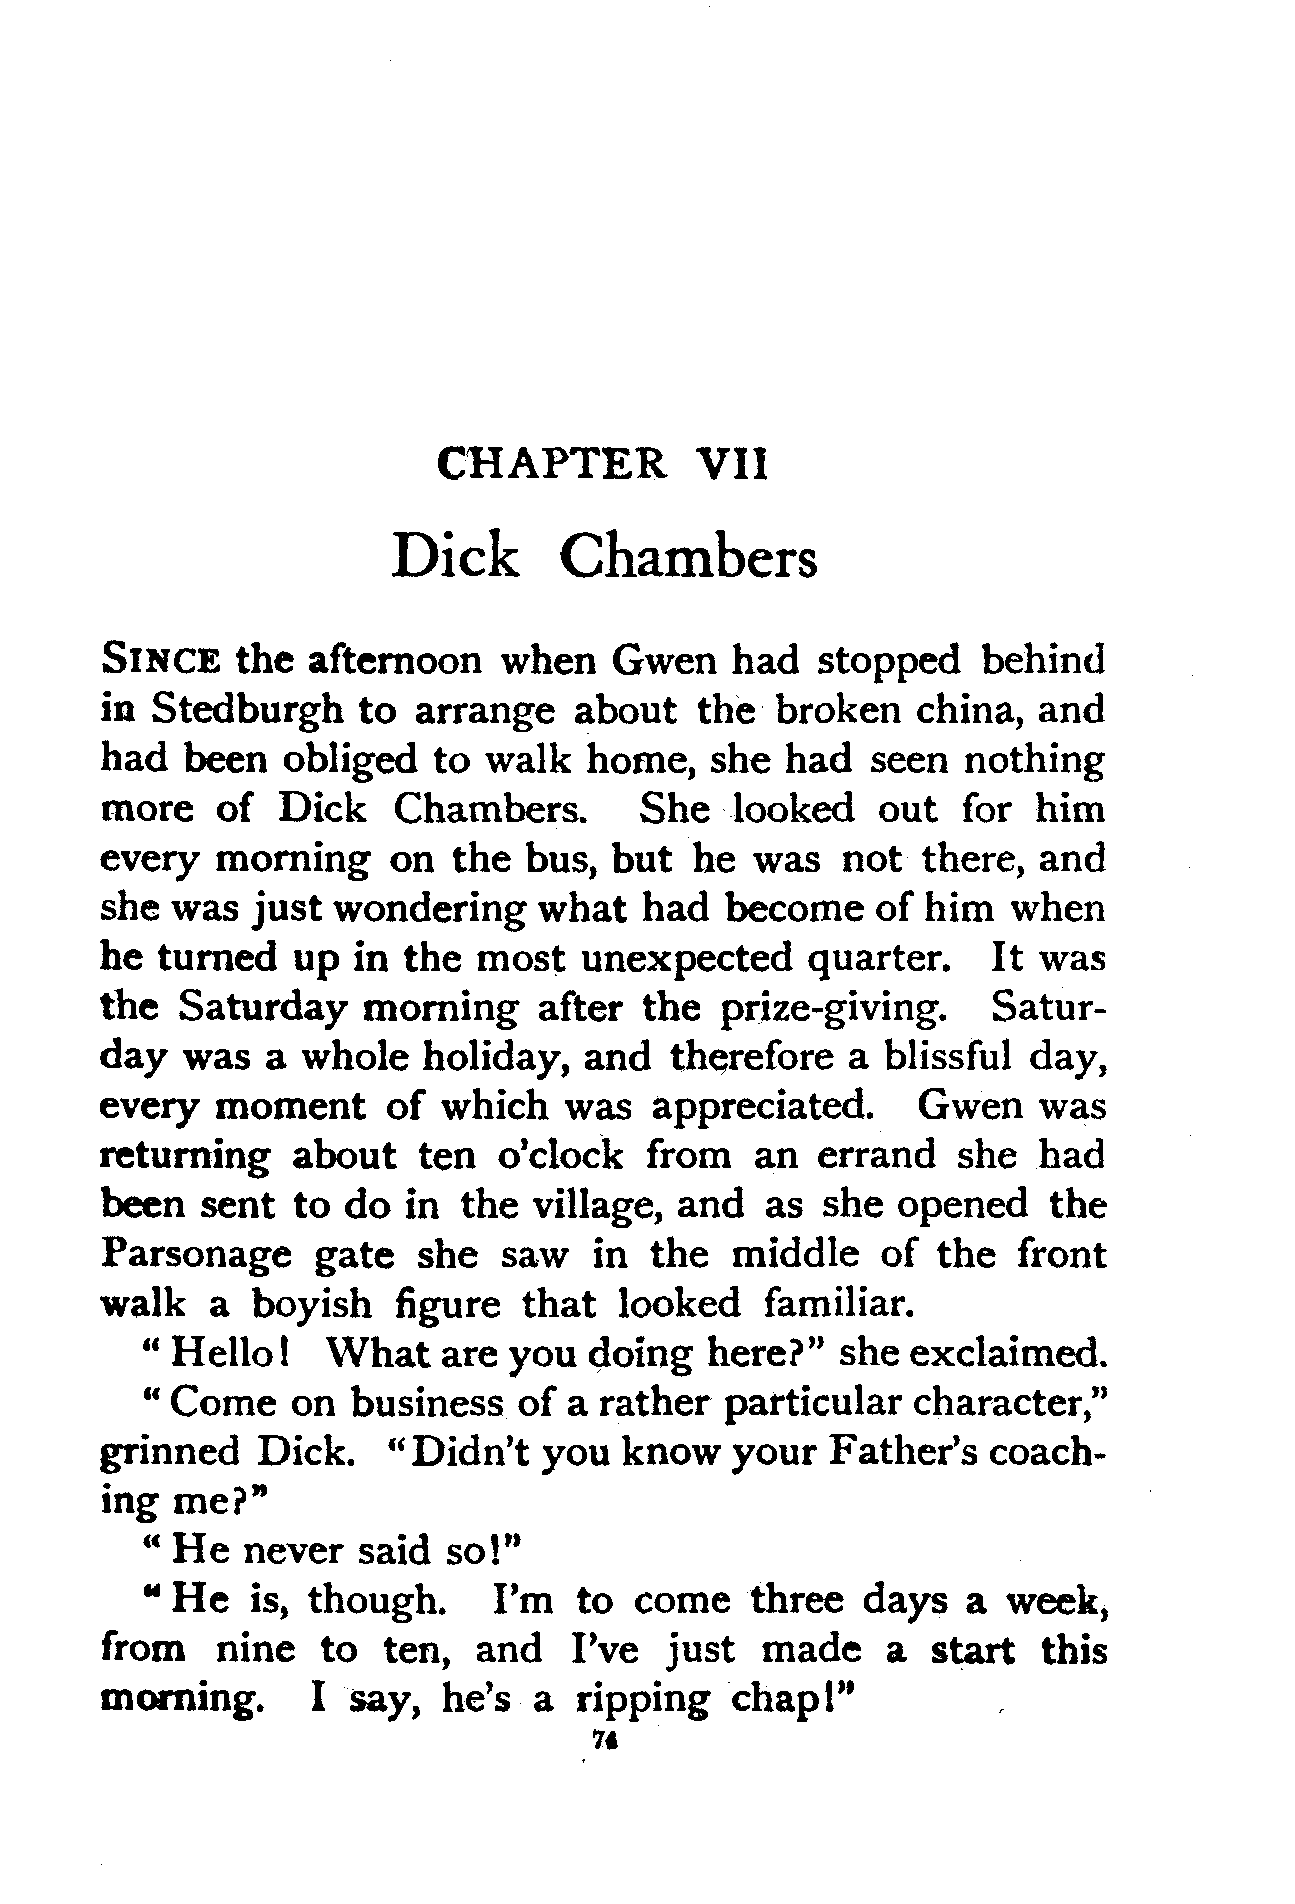 CHAPTER VII
Dick Chambers
SINCE the afternoon when Gwen had stopped behind
in Stedburgh to arrange about the broken china, and
had been obliged to walk home, she had seen nothing
more of Dick Chambers. She looked out for him
every morning on the bus, but he was not there, and
she was just wondering what had become of him when
he turned up in the most unexpected quarter. It was
the Saturday morning after the prize-giving. Satur-
day was a whole holiday, and therefore a blissful day,
every moment of which was appreciated. Gwen was
returning about ten o'clock from an errand she had
been sent to do in the village, and as she opened the
Parsonage gate she saw in the middle of the front
walk a boyish figure that looked familiar.
"Hello! What are you doing here?" she exclaimed.
"Come on business of a rather particular character,"
grinned Dick. "Didn't you know your Father's coach-
ing me?"
"He never said so!"
"He is, though. I'm to come three days a week,
from nine to ten, and I've just made a start this
morning. I say, he's a ripping chap!"
74